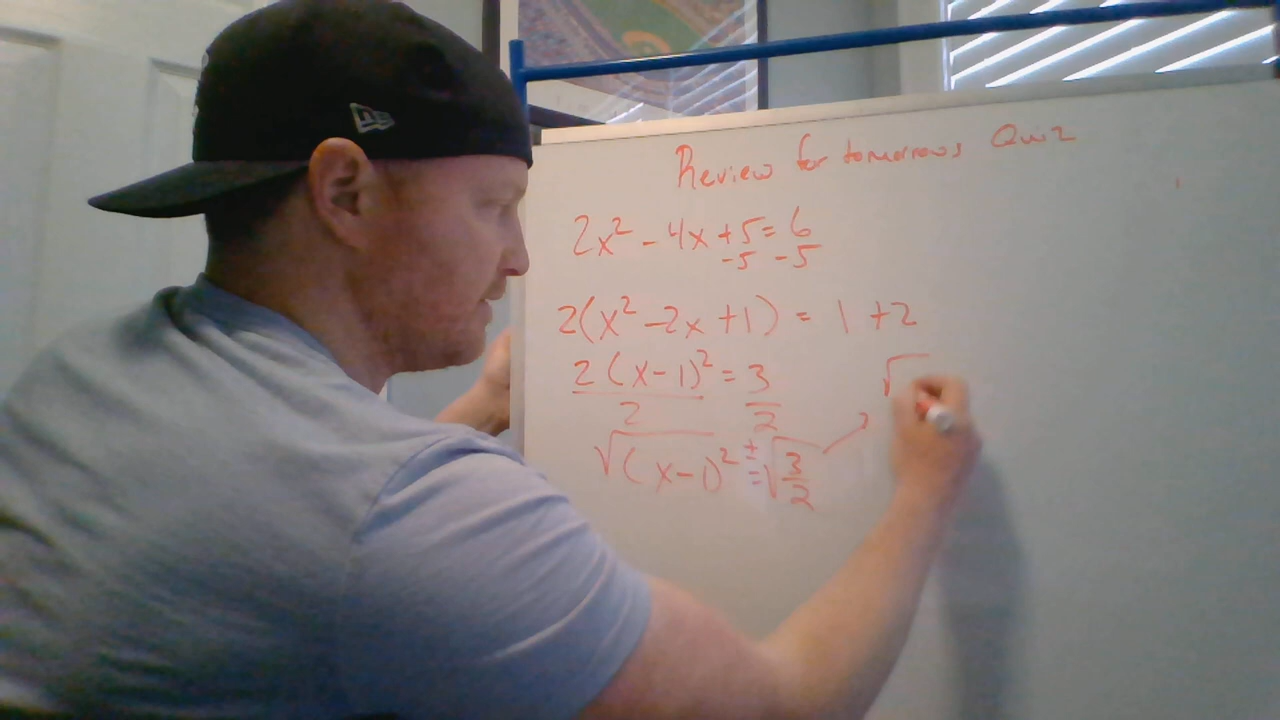 Review for tomorrows Quiz
2x² - 4x + 5 = 6
-5 -5
2(x² - 2x + 1) = 1 + 2
2(x - 1)² = 3
2 2
√(x - 1)² = ± √3/2
√